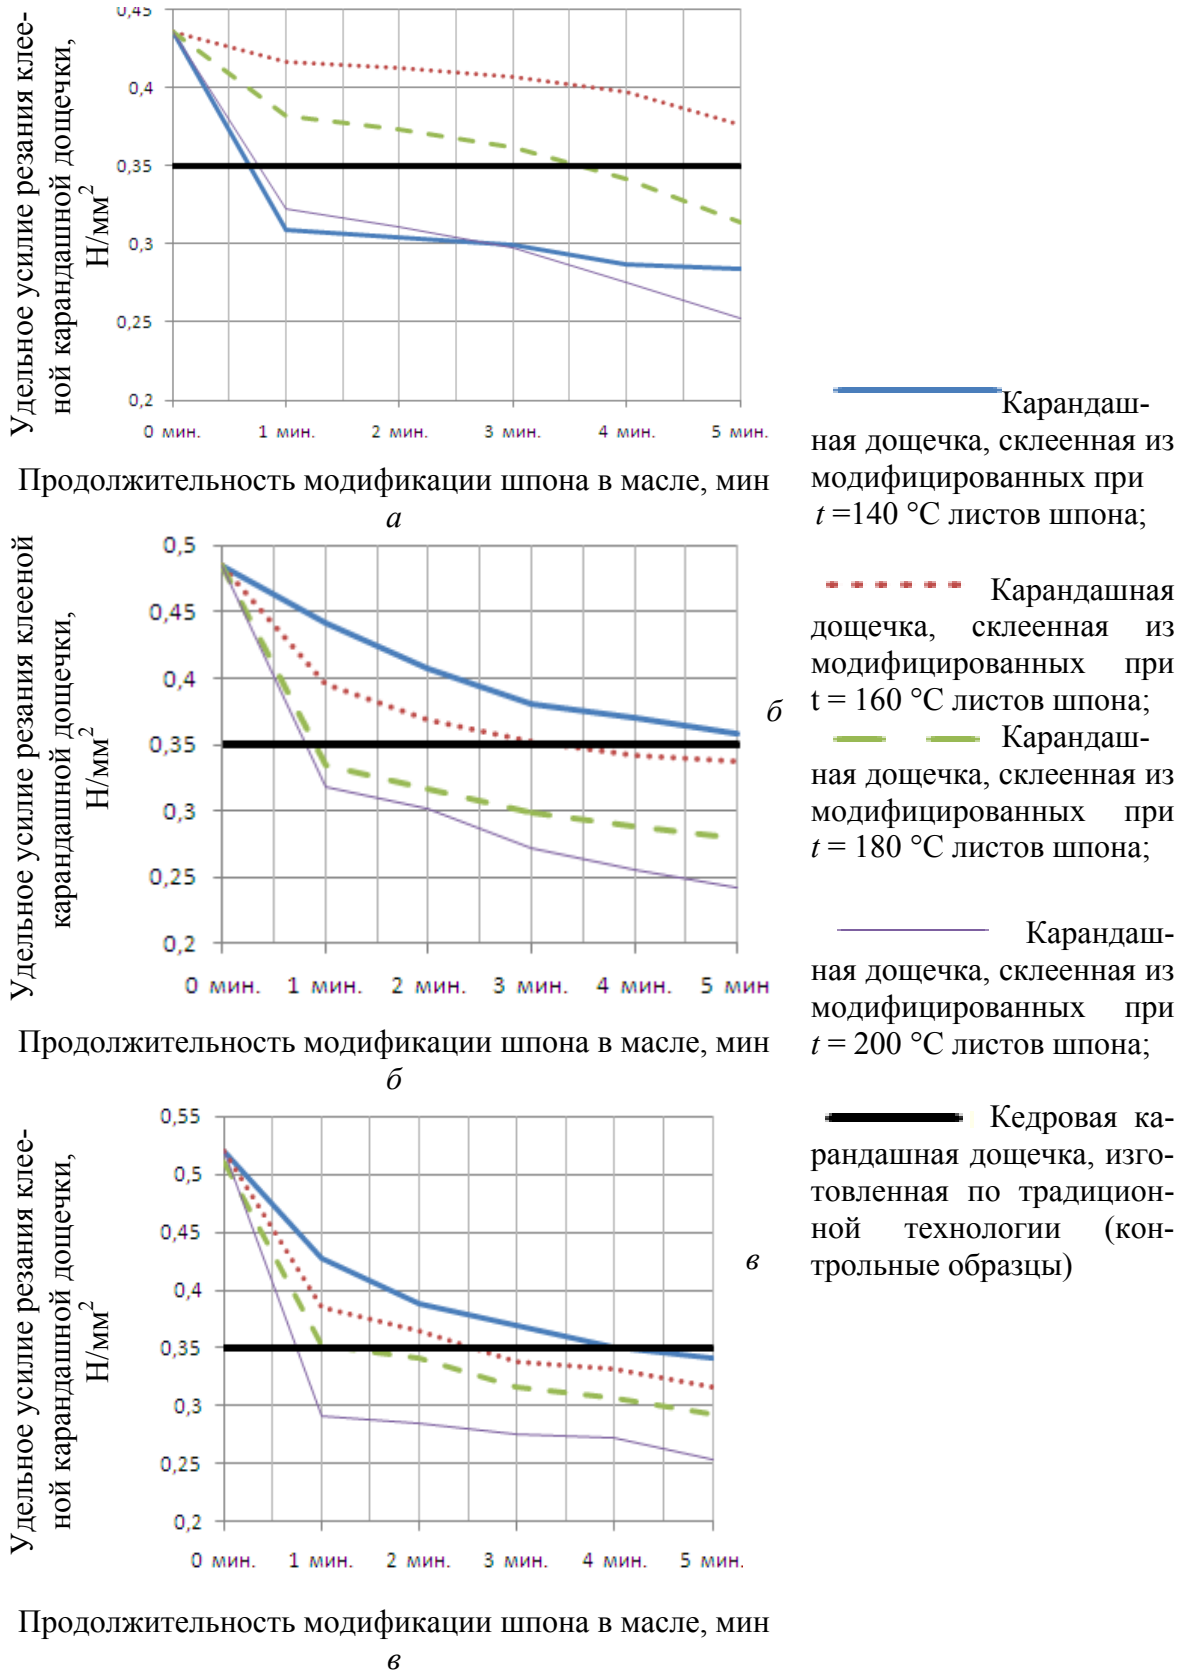 Удельное усилие резания клее-
ной карандашной дощечки,
Н/мм²
0,45
0,4
0,35
0,3
0,25
0,2
0 мин. 1 мин. 2 мин. 3 мин. 4 мин. 5 мин.
Продолжительность модификации шпона в масле, мин
а
Удельное усилие резания клееной
карандашной дощечки,
Н/мм²
0,5
0,45
0,4
0,35
0,3
0,25
0,2
0 мин. 1 мин. 2 мин. 3 мин. 4 мин. 5 мин
б
Продолжительность модификации шпона в масле, мин
б
Удельное усилие резания клее-
ной карандашной дощечки,
Н/мм²
0,55
0,5
0,45
0,4
0,35
0,3
0,25
0,2
0 мин. 1 мин. 2 мин. 3 мин. 4 мин. 5 мин.
в
Продолжительность модификации шпона в масле, мин
в
Карандаш-
ная дощечка, склеенная из
модифицированных при
t =140 °С листов шпона;
Карандашная
дощечка, склеенная из
модифицированных при
t = 160 °С листов шпона;
Карандаш-
ная дощечка, склеенная из
модифицированных при
t = 180 °С листов шпона;
Карандаш-
ная дощечка, склеенная из
модифицированных при
t = 200 °С листов шпона;
Кедровая ка-
рандашная дощечка, изго-
товленная по традицион-
ной технологии (кон-
трольные образцы)